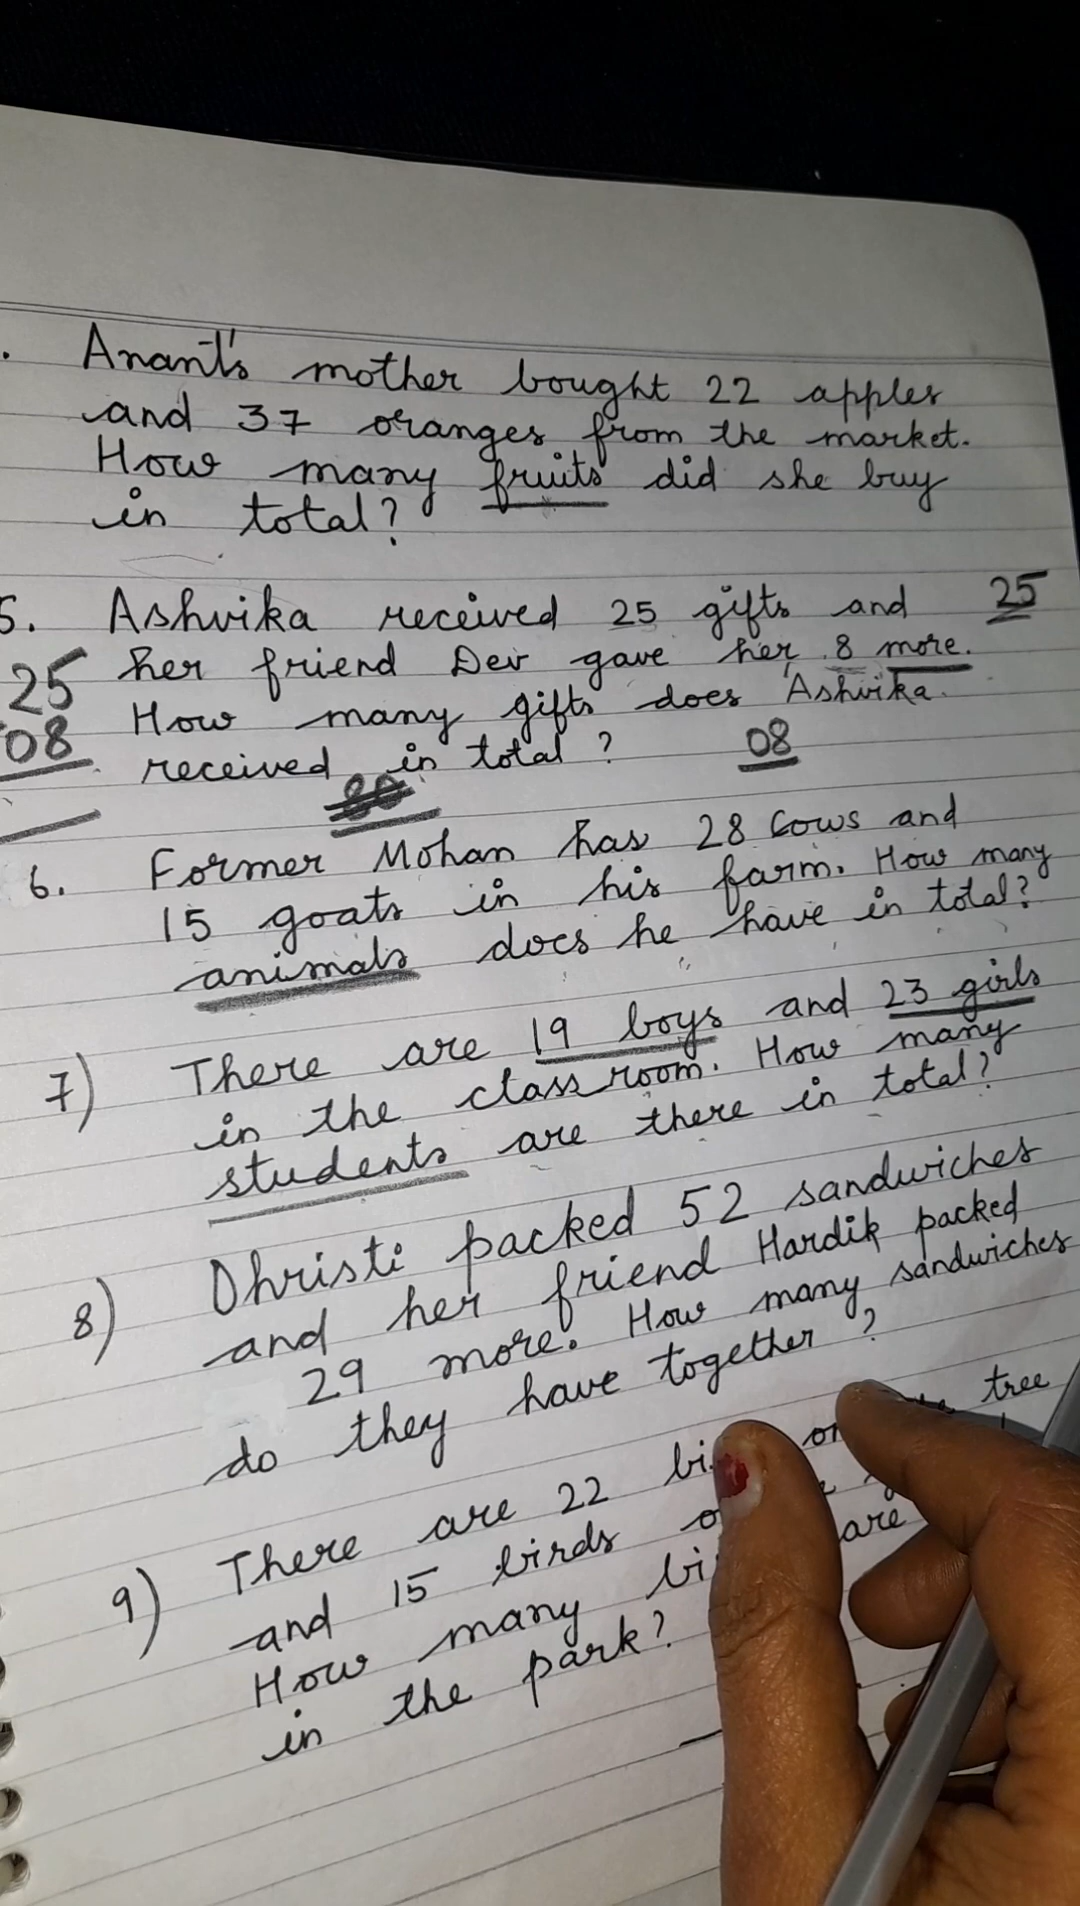 . Anant's mother bought 22 apples
and 37 oranges from the market.
How many fruits did she buy
in total?
5. Ashvika received 25 gifts and 25
25 her friend Dev gave her 8 more.
How many gifts does Ashvika.
08 received in total? 08
6. Former Mohan has 28 cows and
15 goats in his farm. How many
animals does he have in total?
7) There are 19 boys and 23 girls
in the classroom. How many
students are there in total?
8) Dhristi packed 52 sandwiches
and her friend Hardik packed
29 more. How many sandwiches
do they have together?
9) There are 22 tree
and 15 birds
How many are
in the park?